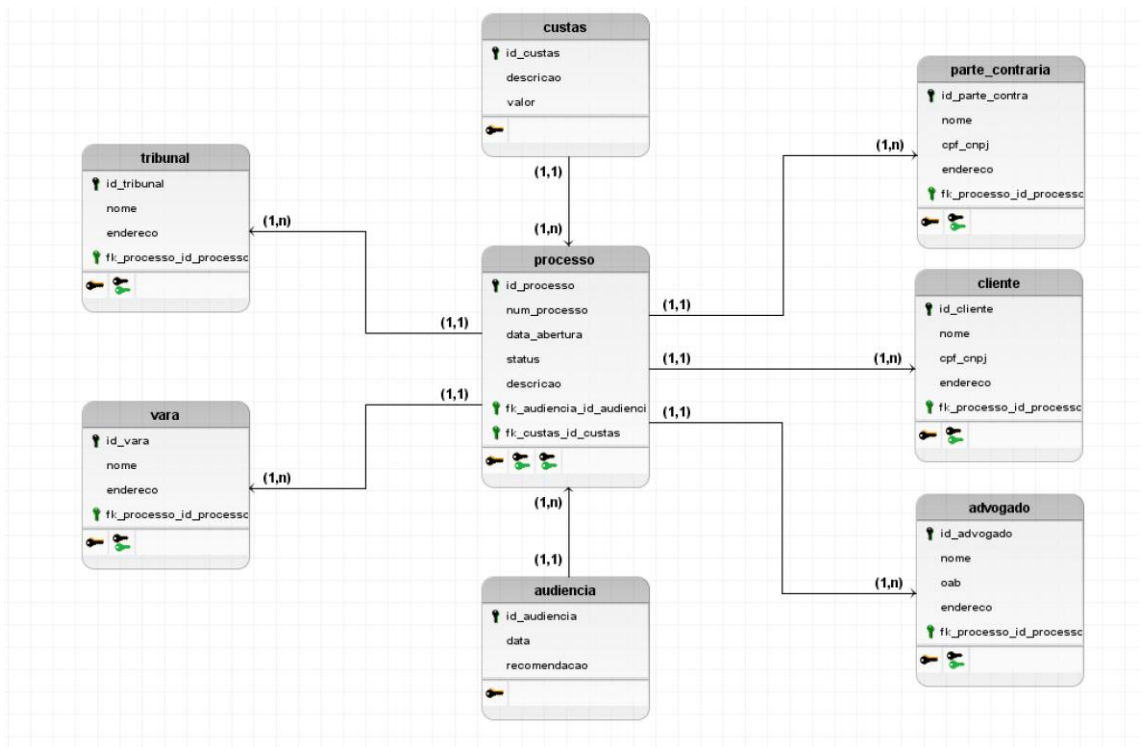 custas
id_custas
descricao
valor
(1,1)
(1,n)
parte_contraria
id_parte_contra
nome
cpf_cnpj
endereco
fk_processo_id_processo
(1,n)
tribunal
id_tribunal
nome
endereco
fk_processo_id_processo
(1,n)
(1,1)
processo
id_processo
num_processo
data_abertura
status
descricao
fk_audiencia_id_audienci
fk_custas_id_custas
(1,1)
(1,1)
(1,n)
(1,1)
cliente
id_cliente
nome
cpf_cnpj
endereco
fk_processo_id_processo
vara
id_vara
nome
endereco
fk_processo_id_processo
(1,1)
(1,n)
(1,n)
(1,1)
audiencia
id_audiencia
data
recomendacao
advogado
id_advogado
nome
oab
endereco
fk_processo_id_processo
(1,n)